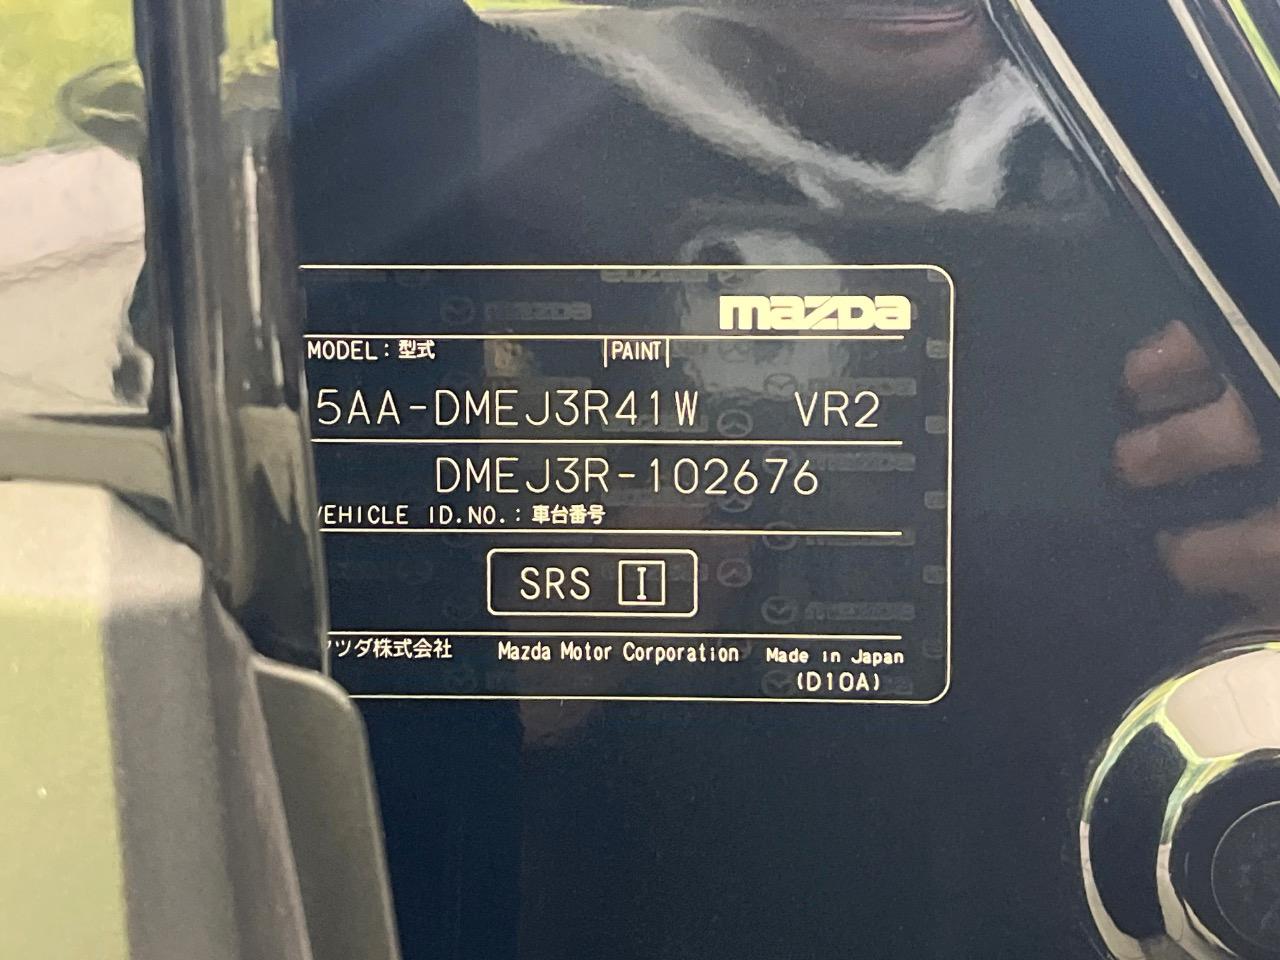 mazda
MODEL：型式 |PAINT|
5AA-DMEJ3R41W VR2
DMEJ3R-102676
VEHICLE ID.NO.：車台番号
SRS I
マツダ株式会社 Mazda Motor Corporation Made in Japan
(D10A)